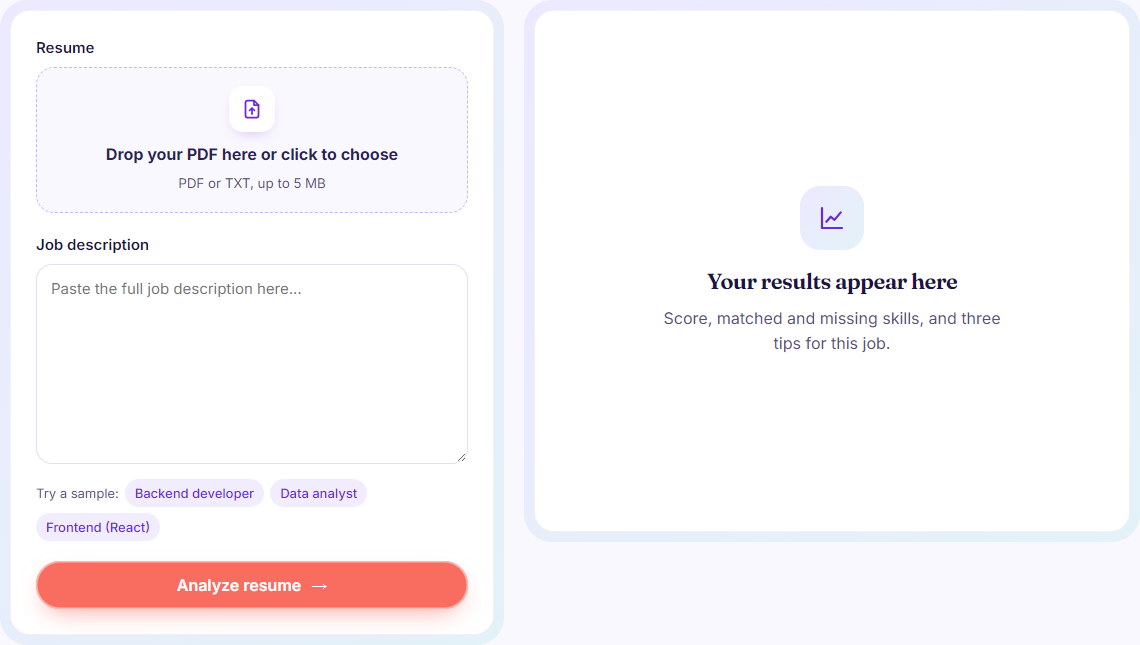 Resume
Drop your PDF here or click to choose
PDF or TXT, up to 5 MB
Job description
Paste the full job description here...
Try a sample: Backend developer Data analyst
Frontend (React)
Analyze resume →
Your results appear here
Score, matched and missing skills, and three
tips for this job.